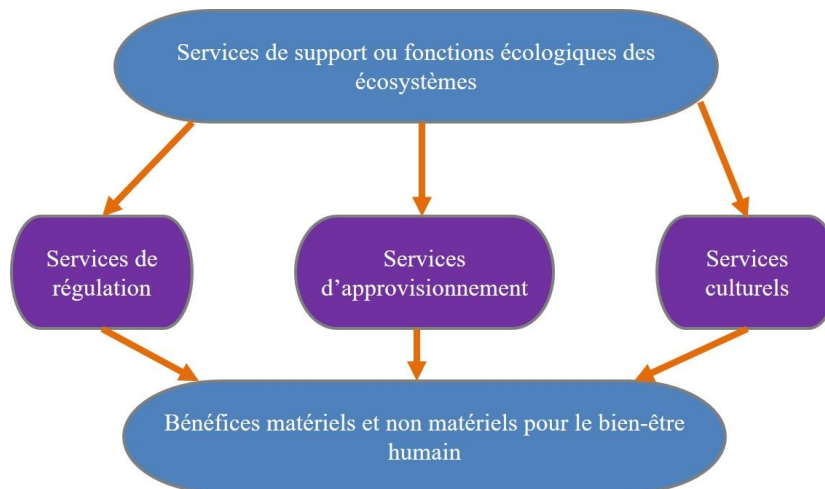 Services de support ou fonctions écologiques des
écosystèmes
Services de
régulation
Services
d’approvisionnement
Services
culturels
Bénéfices matériels et non matériels pour le bien-être
humain